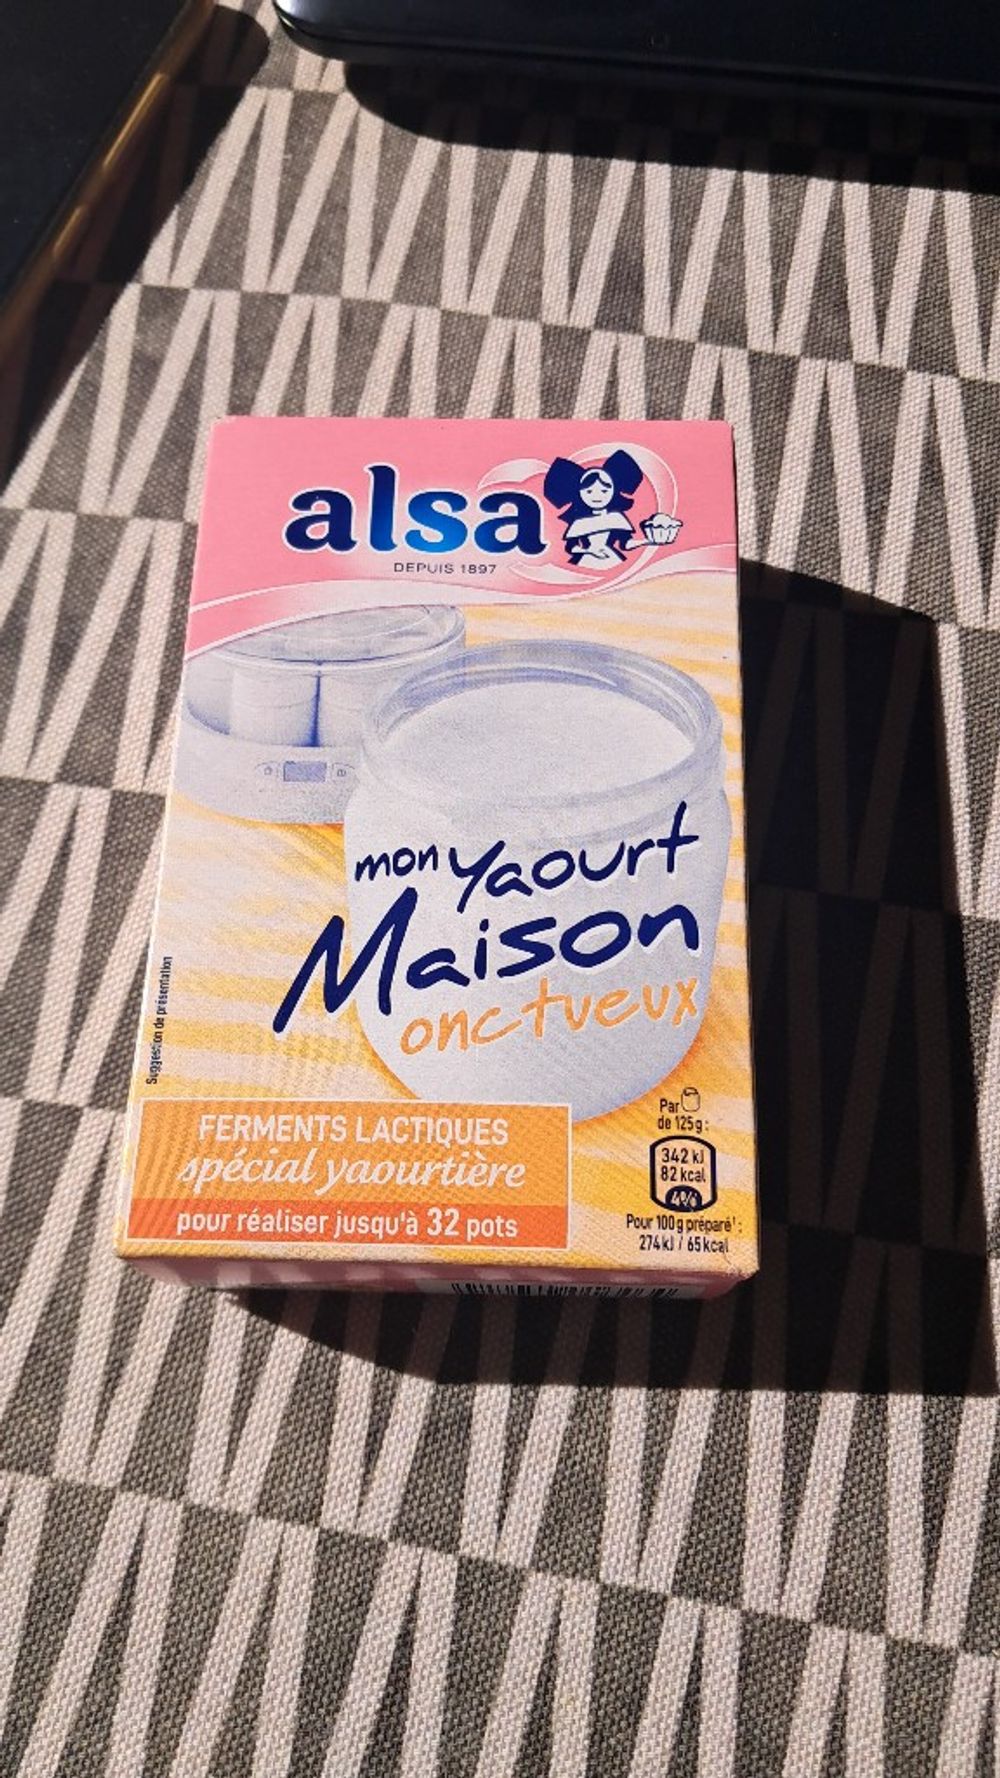 alsa
DEPUIS 1897
mon yaourt
Maison
onctueux
Suggestion de présentation
FERMENTS LACTIQUES
spécial yaourtière
pour réaliser jusqu'à 32 pots
Par
de 125g :
342 kJ
82 kcal
4%
Pour 100g préparé¹ :
274kJ / 65kcal